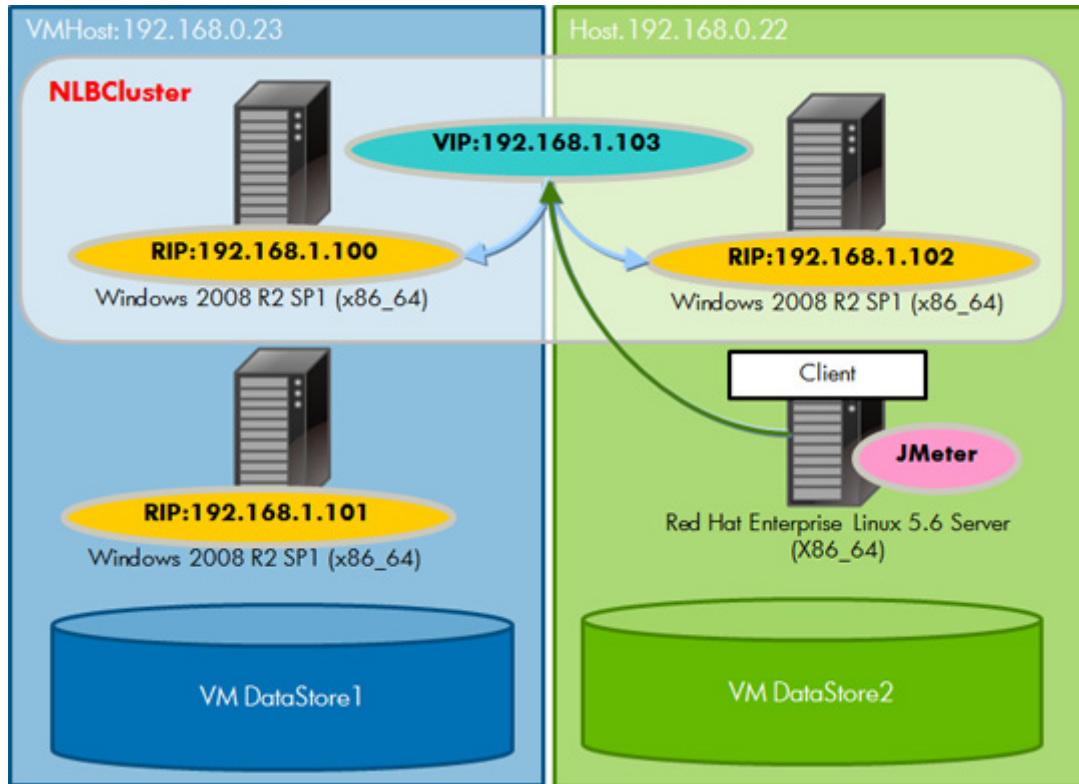 VMHost:192.168.0.23
Host.192.168.0.22
NLBCluster
VIP:192.168.1.103
RIP:192.168.1.100
Windows 2008 R2 SP1 (x86_64)
RIP:192.168.1.102
Windows 2008 R2 SP1 (x86_64)
Client
JMeter
RIP:192.168.1.101
Windows 2008 R2 SP1 (x86_64)
Red Hat Enterprise Linux 5.6 Server
(X86_64)
VM DataStore1
VM DataStore2